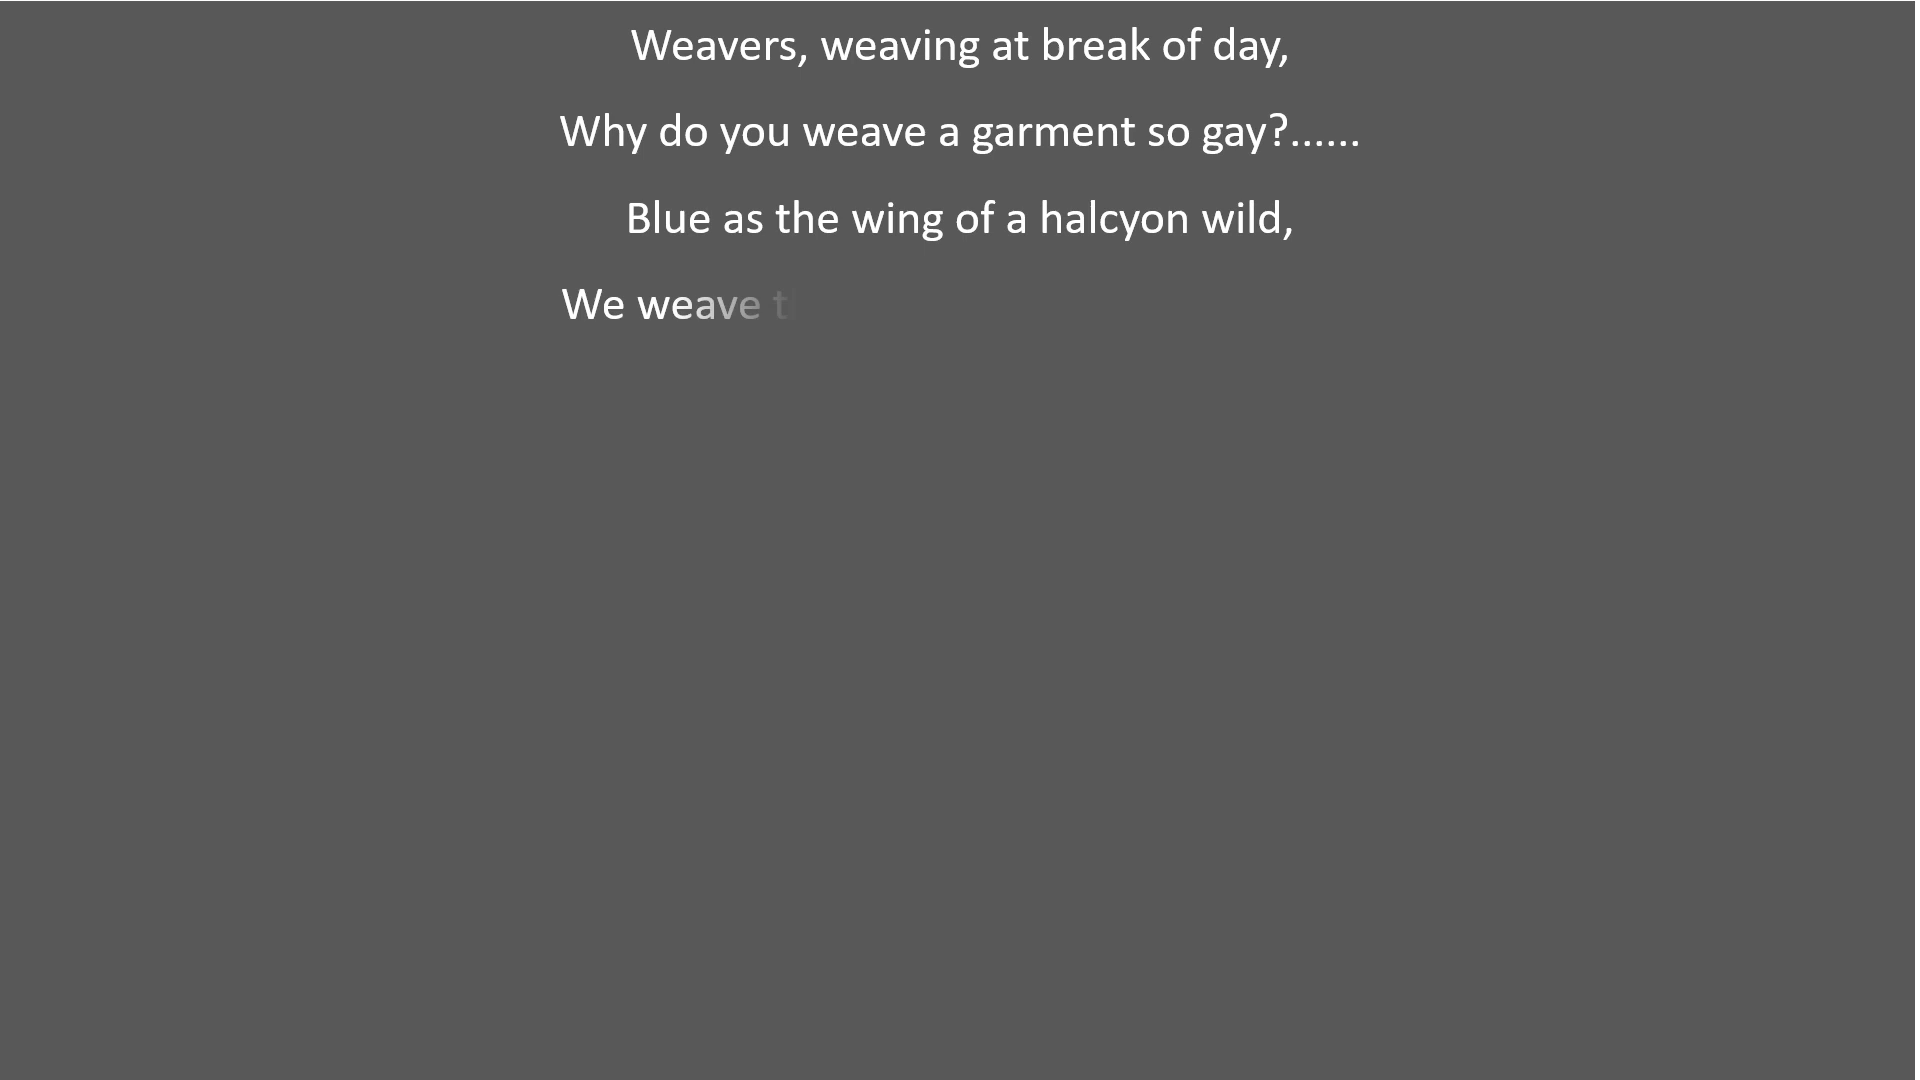 Weavers, weaving at break of day,
Why do you weave a garment so gay?......
Blue as the wing of a halcyon wild,
We weave